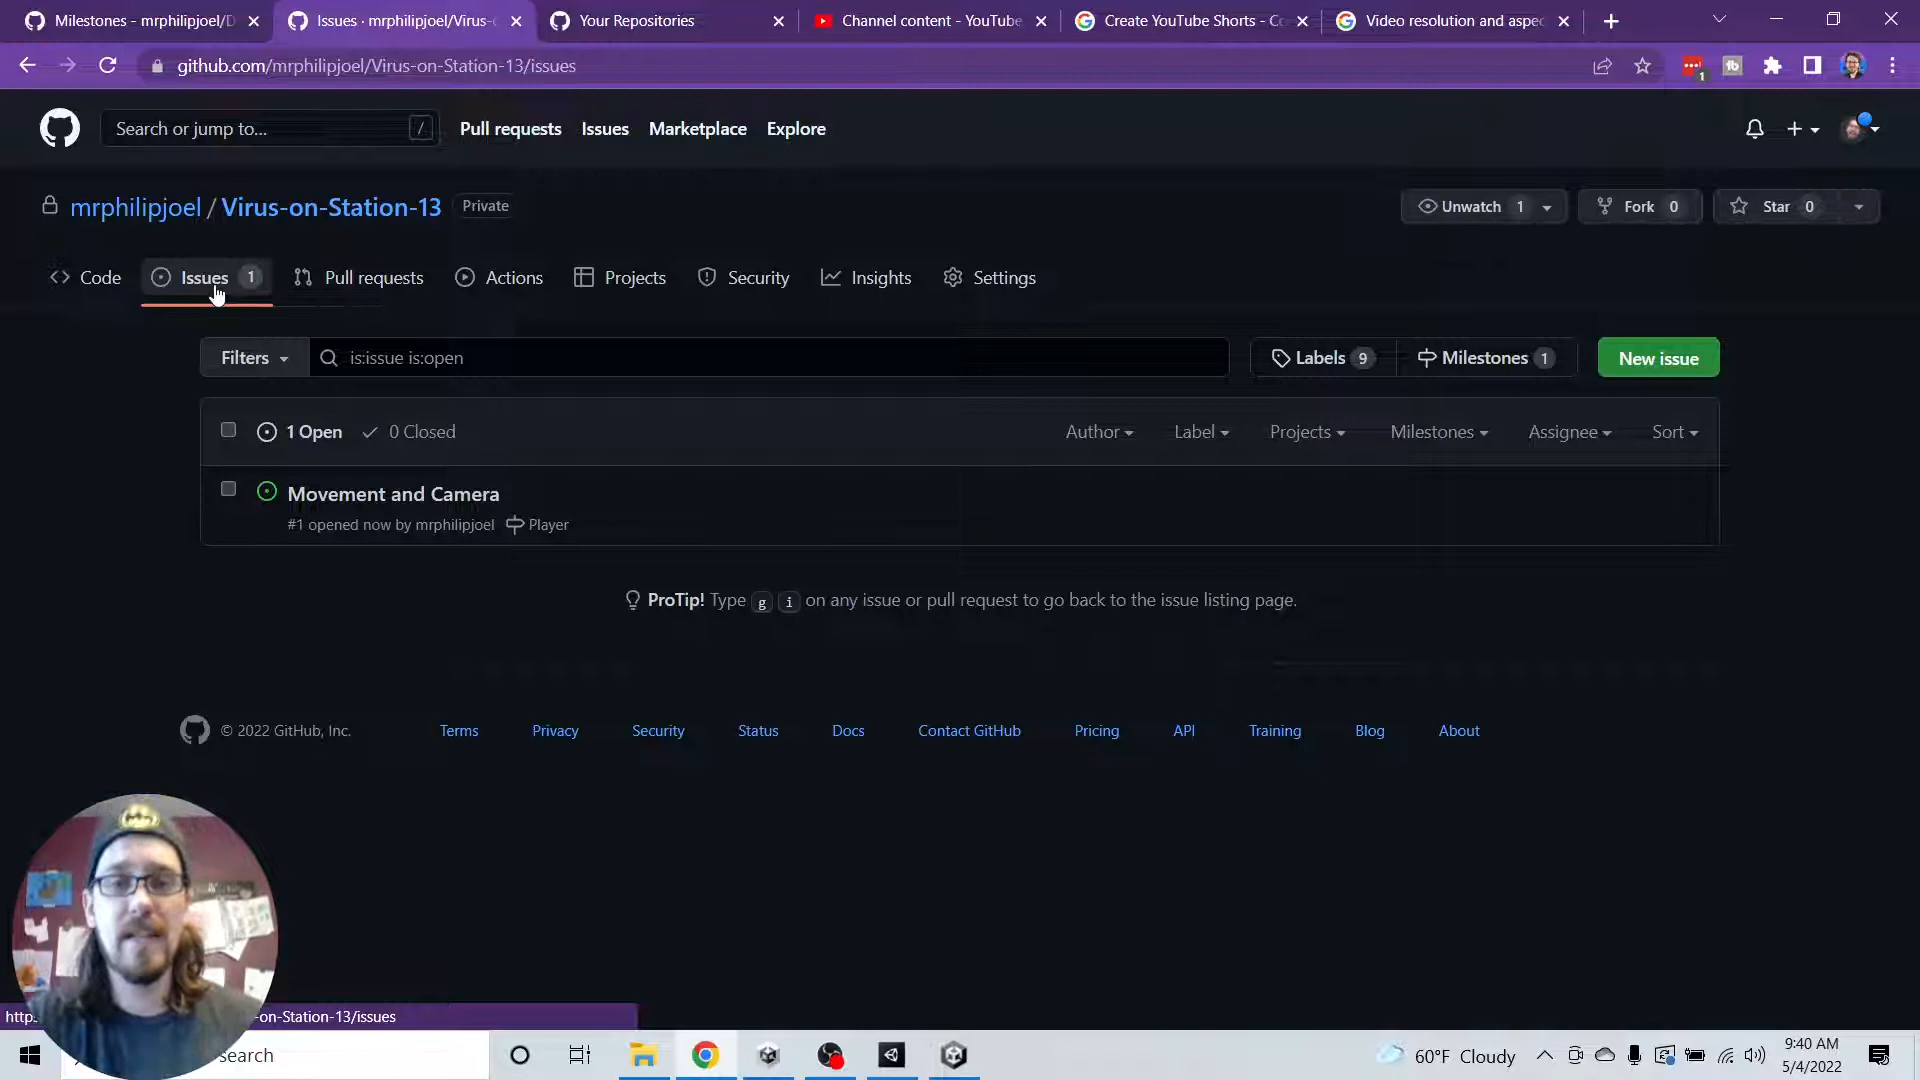 Milestones - mrphilipjoel/D
Issues · mrphilipjoel/Virus-o
Your Repositories
Channel content - YouTube
Create YouTube Shorts - Co
Video resolution and aspec
github.com/mrphilipjoel/Virus-on-Station-13/issues
1
tb
Search or jump to...
/
Pull requests
Issues
Marketplace
Explore
mrphilipjoel / Virus-on-Station-13
Private
Unwatch 1
Fork 0
Star 0
Code
Issues 1
Pull requests
Actions
Projects
Security
Insights
Settings
Filters
is:issue is:open
Labels 9
Milestones 1
New issue
1 Open
0 Closed
Author
Label
Projects
Milestones
Assignee
Sort
Movement and Camera
#1 opened now by mrphilipjoel
Player
ProTip! Type g i on any issue or pull request to go back to the issue listing page.
© 2022 GitHub, Inc.
Terms
Privacy
Security
Status
Docs
Contact GitHub
Pricing
API
Training
Blog
About
-on-Station-13/issues
search
60°F Cloudy
9:40 AM
5/4/2022